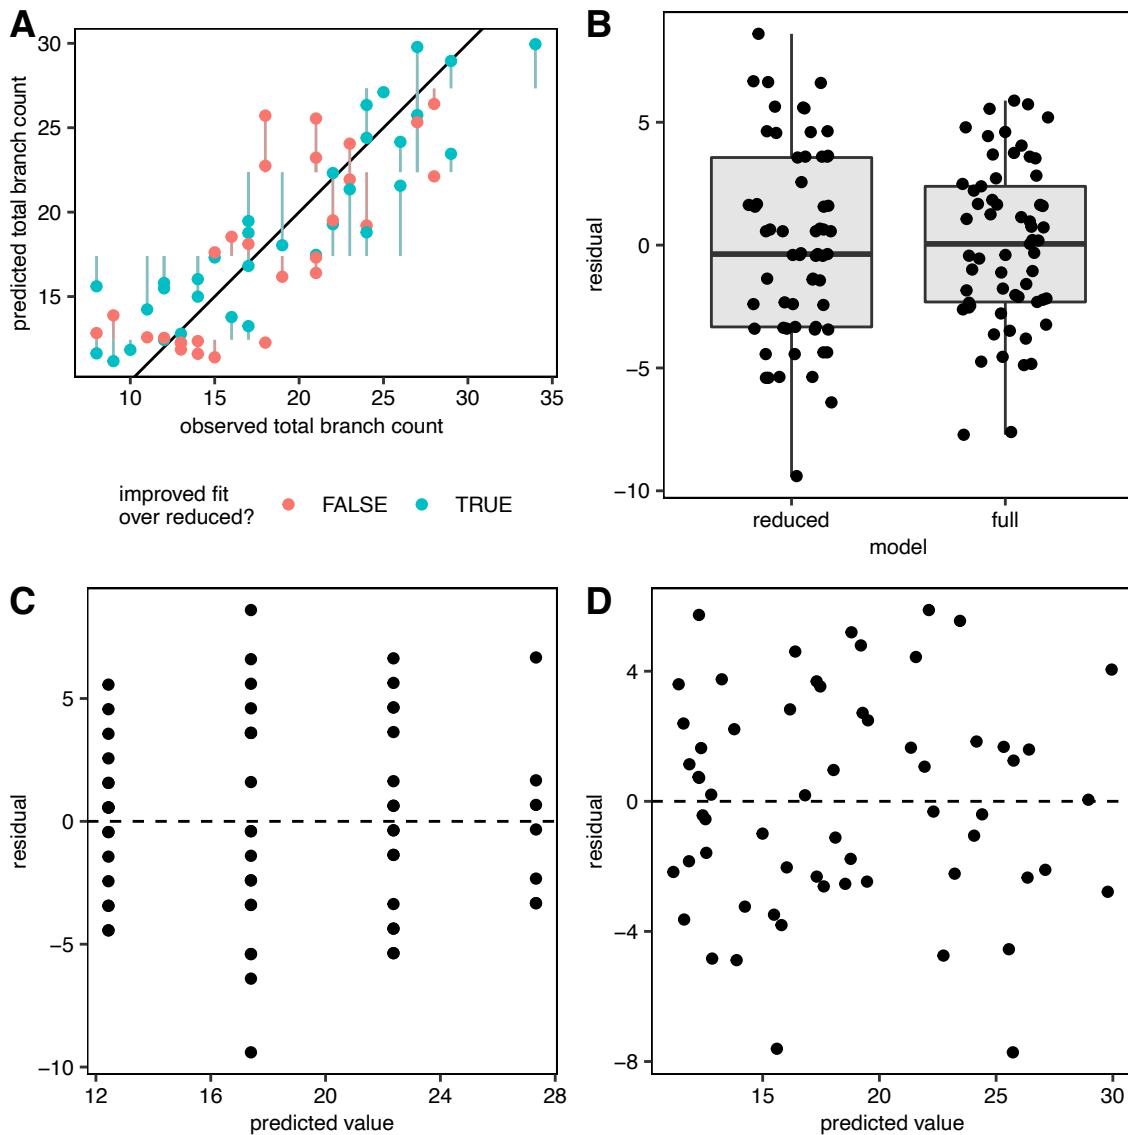 A
30
25
20
15
predicted total branch count
10 15 20 25 30 35
observed total branch count
improved fit
over reduced?
FALSE TRUE
B
5
0
−5
−10
residual
reduced full
model
C
5
0
−5
−10
residual
12 16 20 24 28
predicted value
D
4
0
−4
−8
residual
15 20 25 30
predicted value